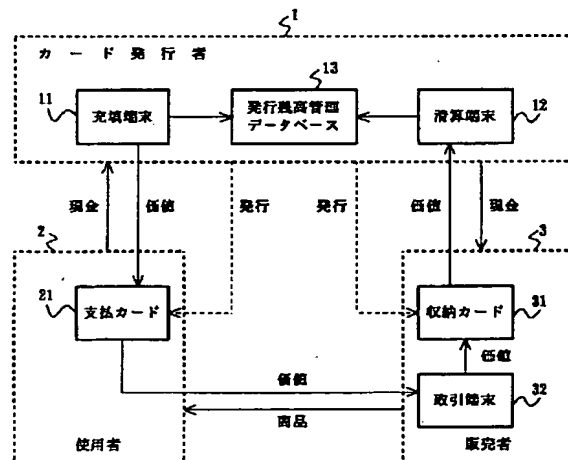 1
カード発行者
13
11
充填端末
発行残高管理
データベース
清算端末
12
現金
価値
発行
発行
価値
現金
2
3
21
支払カード
収納カード
31
価値
価値
取引端末
32
商品
使用者
販売者